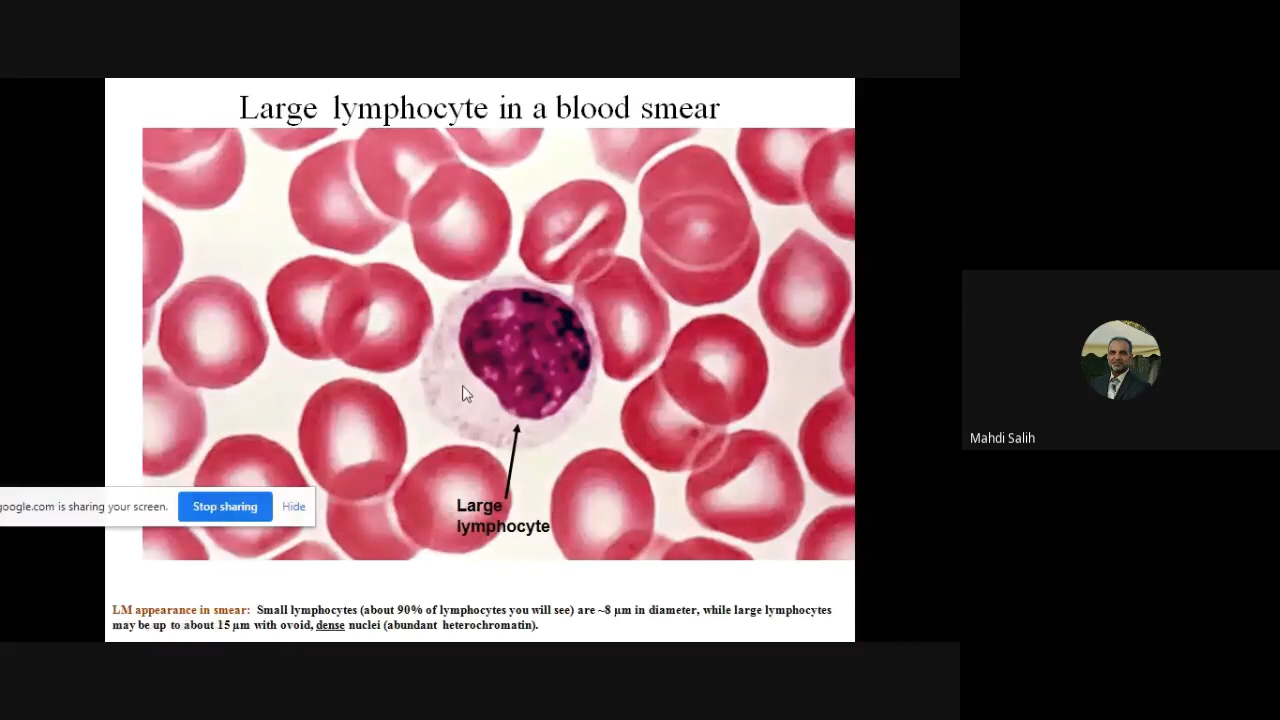 Large lymphocyte in a blood smear
Large
lymphocyte
google.com is sharing your screen.
Stop sharing
Hide
LM appearance in smear: Small lymphocytes (about 90% of lymphocytes you will see) are ~8 µm in diameter, while large lymphocytes
may be up to about 15 µm with ovoid, dense nuclei (abundant heterochromatin).
Mahdi Salih